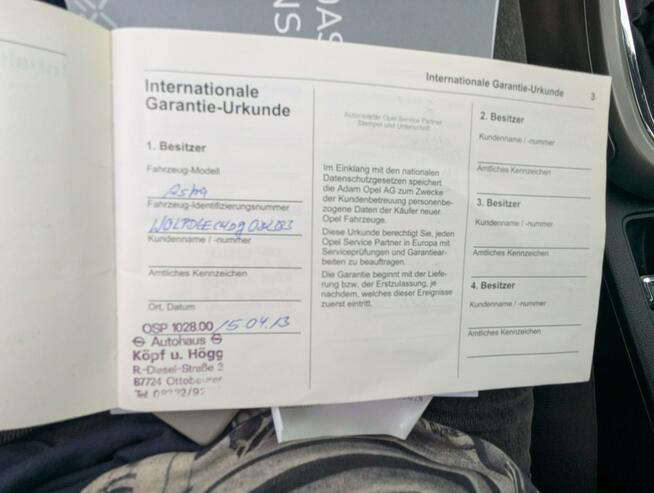 DAS
NS
Internationale Garantie-Urkunde
3
Internationale
Garantie-Urkunde
1. Besitzer
Fahrzeug-Modell
Astra
Fahrzeug-Identifizierungsnummer
Kundenname / -nummer
Amtliches Kennzeichen
Ort, Datum
OSP 1028.00 15.04.13
Autohaus
Köpf u. Högg
R.-Diesel-Straße 2
87724 Ottobeuren
Autorisierte Opel Service Partner
Stempel und Unterschrift
Im Einklang mit den nationalen
Datenschutzgesetzen speichert
die Adam Opel AG zum Zwecke
der Kundenbetreuung personenbe-
zogene Daten der Käufer neuer
Opel Fahrzeuge.
Diese Urkunde berechtigt Sie, jeden
Opel Service Partner in Europa mit
Serviceprüfungen und Garantiear-
beiten zu beauftragen.
Die Garantie beginnt mit der Liefe-
rung bzw. der Erstzulassung, je
nachdem, welches dieser Ereignisse
zuerst eintritt.
2. Besitzer
Kundenname / -nummer
Amtliches Kennzeichen
3. Besitzer
Kundenname / -nummer
Amtliches Kennzeichen
4. Besitzer
Kundenname / -nummer
Amtliches Kennzeichen